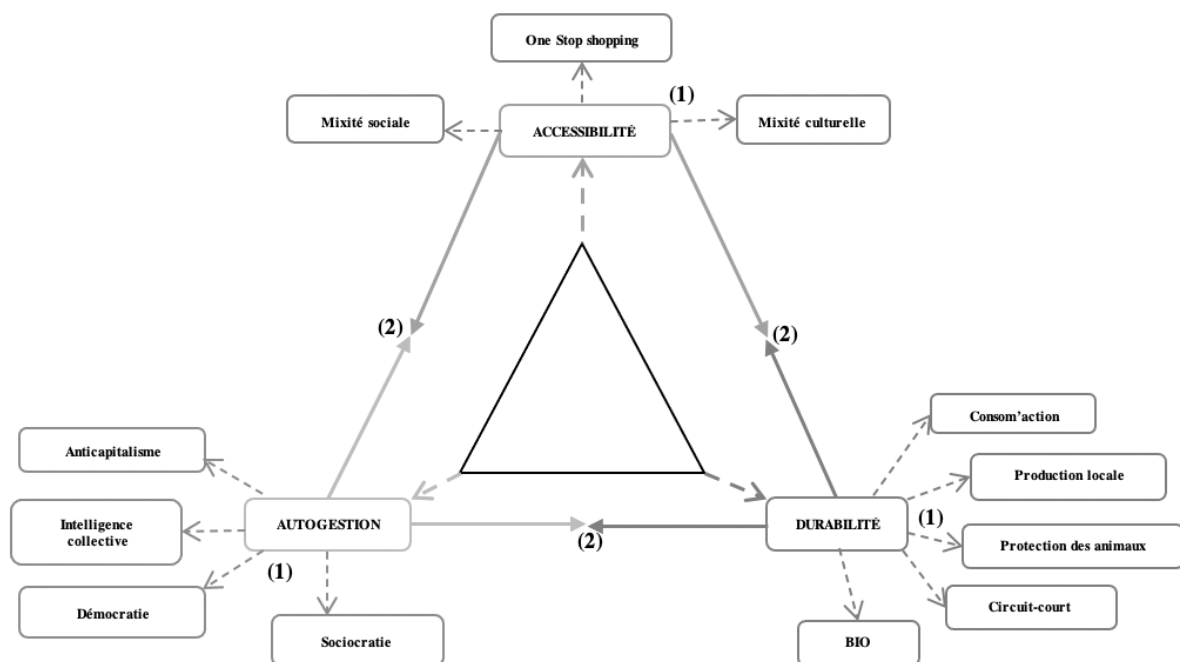 One Stop shopping
(1)
Mixité sociale
ACCESSIBILITÉ
Mixité culturelle
(2)
(2)
Consom'action
Anticapitalisme
Production locale
Intelligence
collective
AUTOGESTION
(2)
DURABILITÉ
(1)
Protection des animaux
(1)
Démocratie
Circuit-court
Sociocratie
BIO